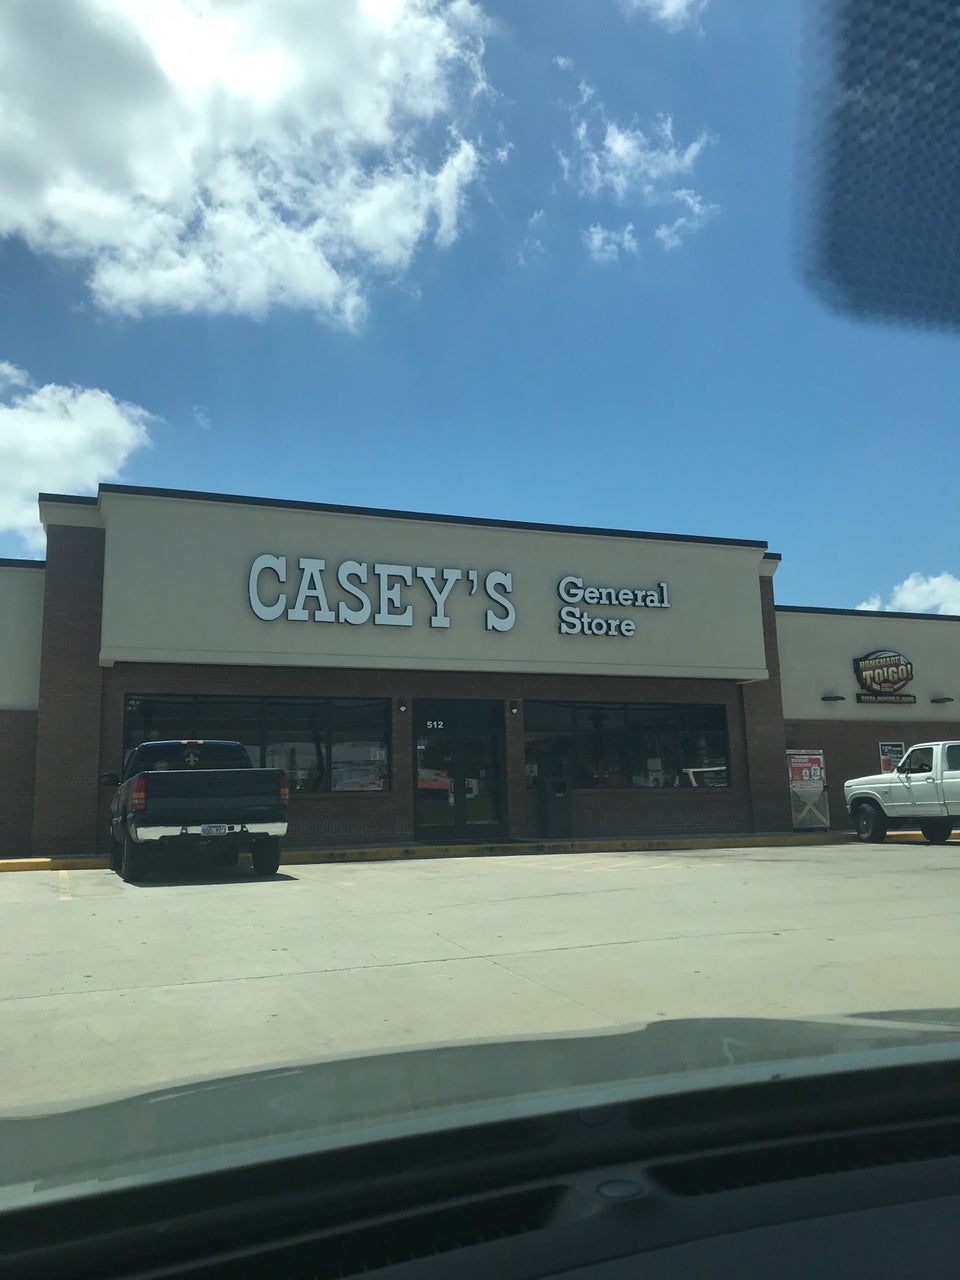 CASEY'S
General
Store
HOMEMADE
TO GO!
512